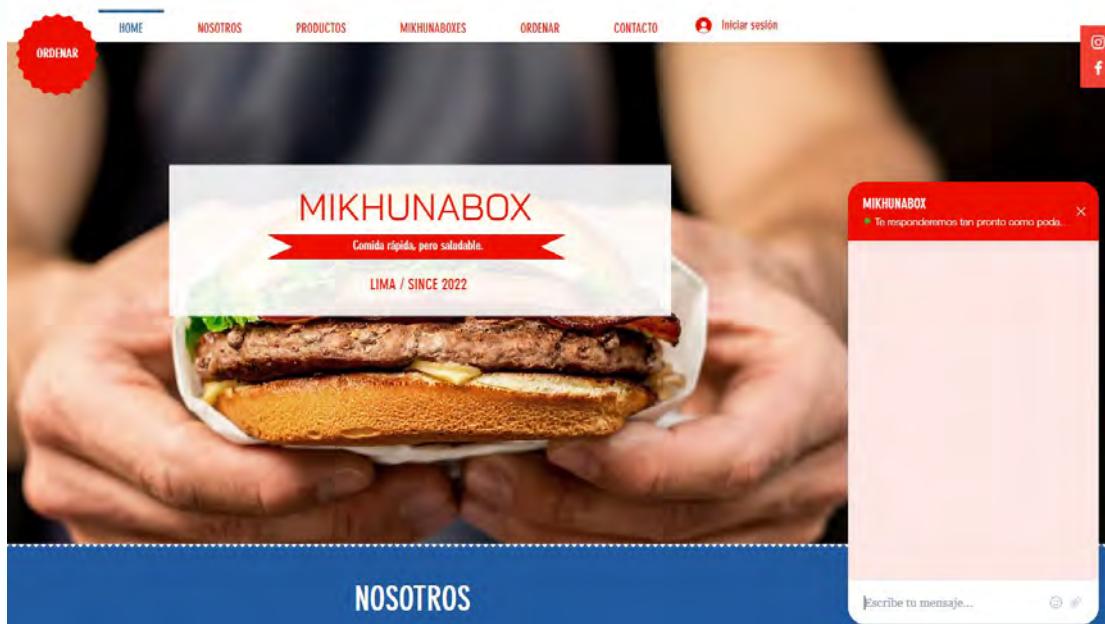 HOME NOSOTROS PRODUCTOS MIKHUNABOXES ORDENAR CONTACTO Iniciar sesión
ORDENAR
MIKHUNABOX
Comida rápida, pero saludable.
LIMA / SINCE 2022
MIKHUNABOX
Te responderemos tan pronto como poda...
Escribe tu mensaje...
NOSOTROS